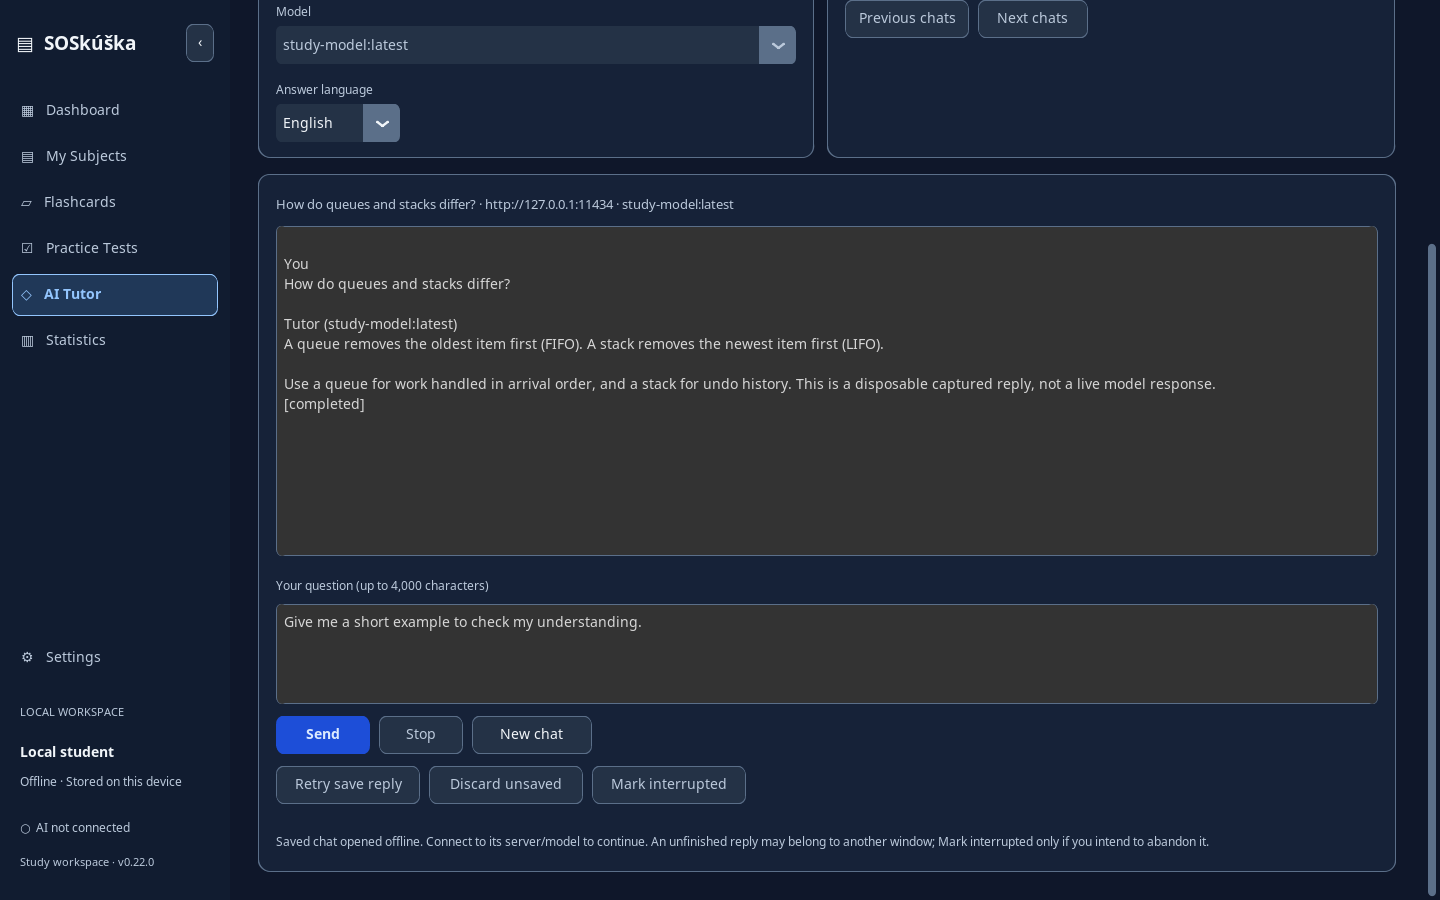 SOSkúška
‹
Dashboard
My Subjects
Flashcards
Practice Tests
AI Tutor
Statistics
Settings
LOCAL WORKSPACE
Local student
Offline · Stored on this device
AI not connected
Study workspace · v0.22.0
Model
study-model:latest
Answer language
English
Previous chats
Next chats
How do queues and stacks differ? · http://127.0.0.1:11434 · study-model:latest
You
How do queues and stacks differ?
Tutor (study-model:latest)
A queue removes the oldest item first (FIFO). A stack removes the newest item first (LIFO).
Use a queue for work handled in arrival order, and a stack for undo history. This is a disposable captured reply, not a live model response.
[completed]
Your question (up to 4,000 characters)
Give me a short example to check my understanding.
Send
Stop
New chat
Retry save reply
Discard unsaved
Mark interrupted
Saved chat opened offline. Connect to its server/model to continue. An unfinished reply may belong to another window; Mark interrupted only if you intend to abandon it.